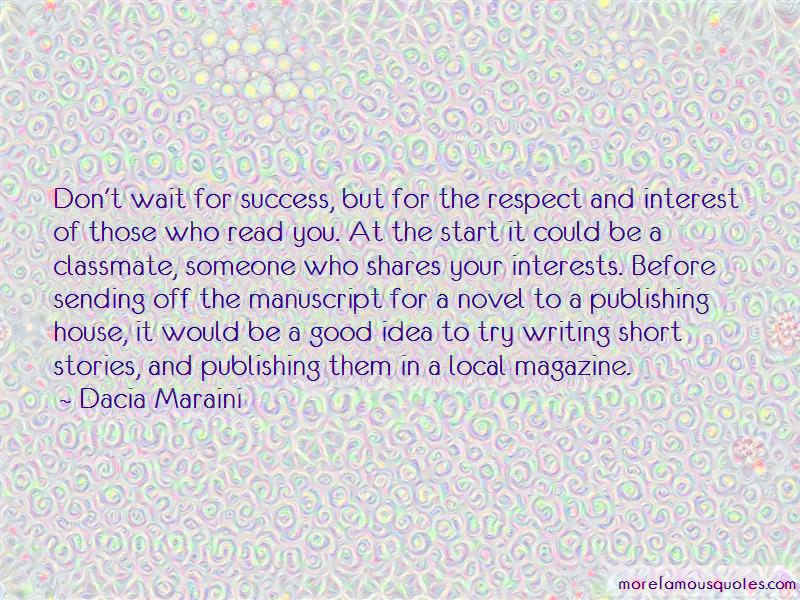 Don't wait for success, but for the respect and interest
of those who read you. At the start it could be a
classmate, someone who shares your interests. Before
sending off the manuscript for a novel to a publishing
house, it would be a good idea to try writing short
stories, and publishing them in a local magazine.
~ Dacia Maraini
morefamousquotes.com